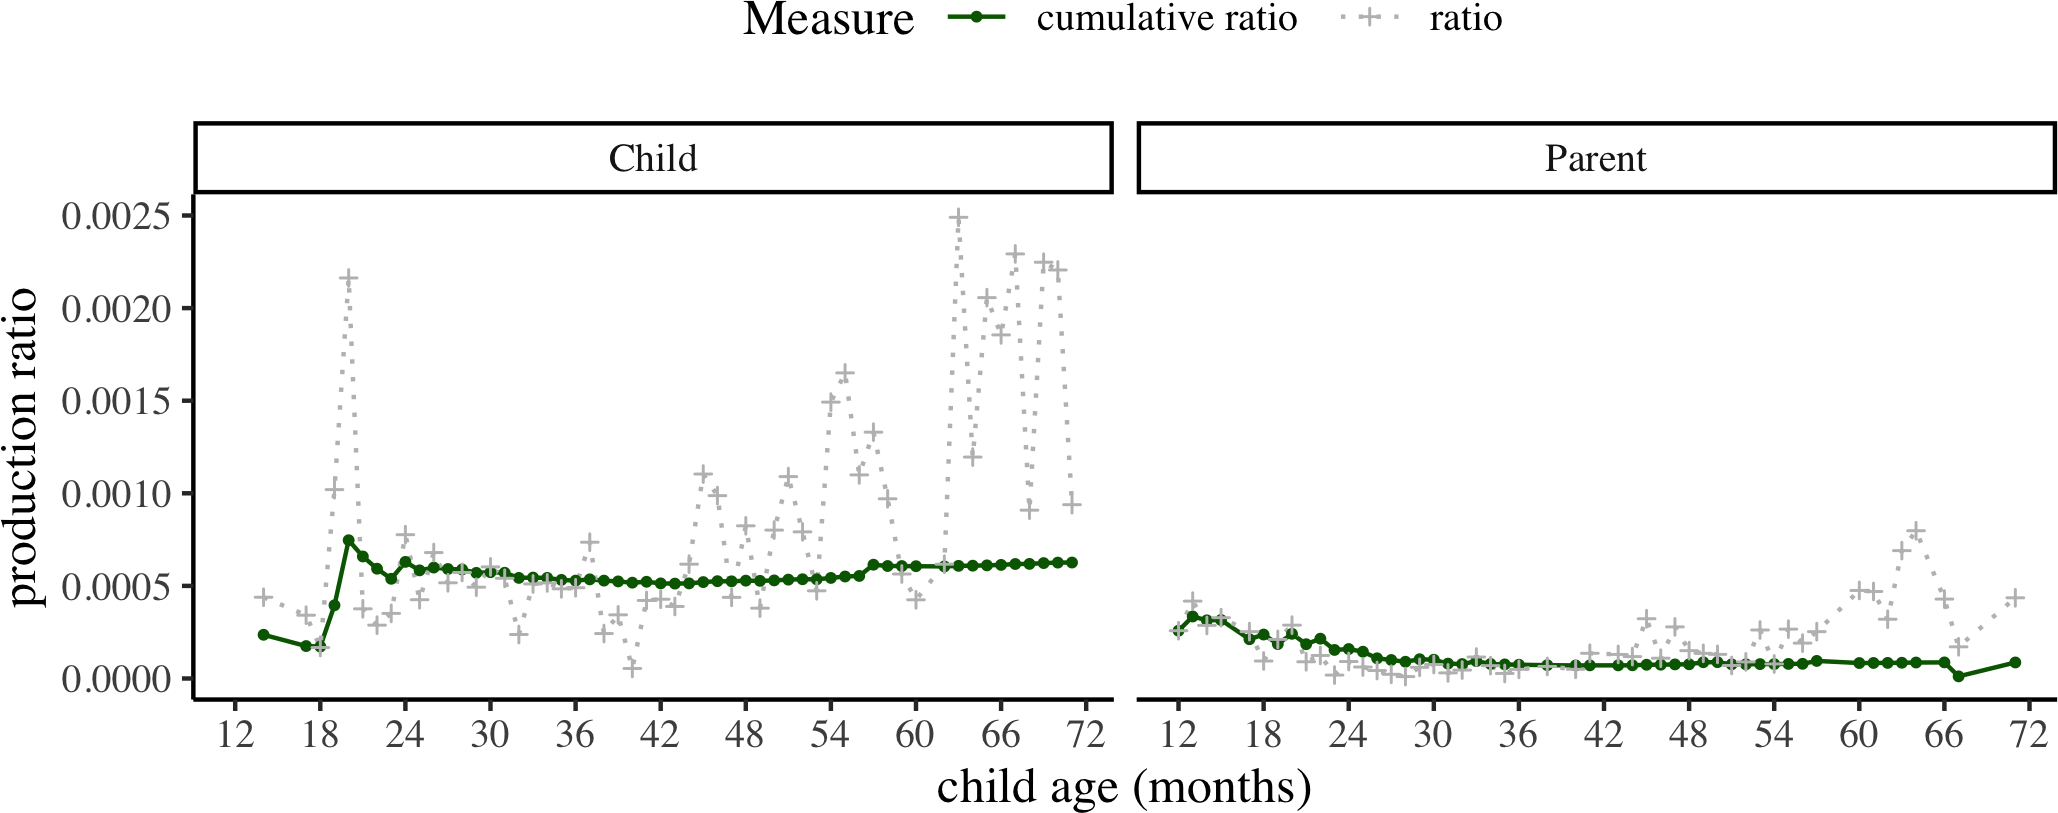 Measure cumulative ratio ratio
Child Parent
production ratio
0.0025
0.0020
0.0015
0.0010
0.0005
0.0000
12 18 24 30 36 42 48 54 60 66 72 12 18 24 30 36 42 48 54 60 66 72
child age (months)